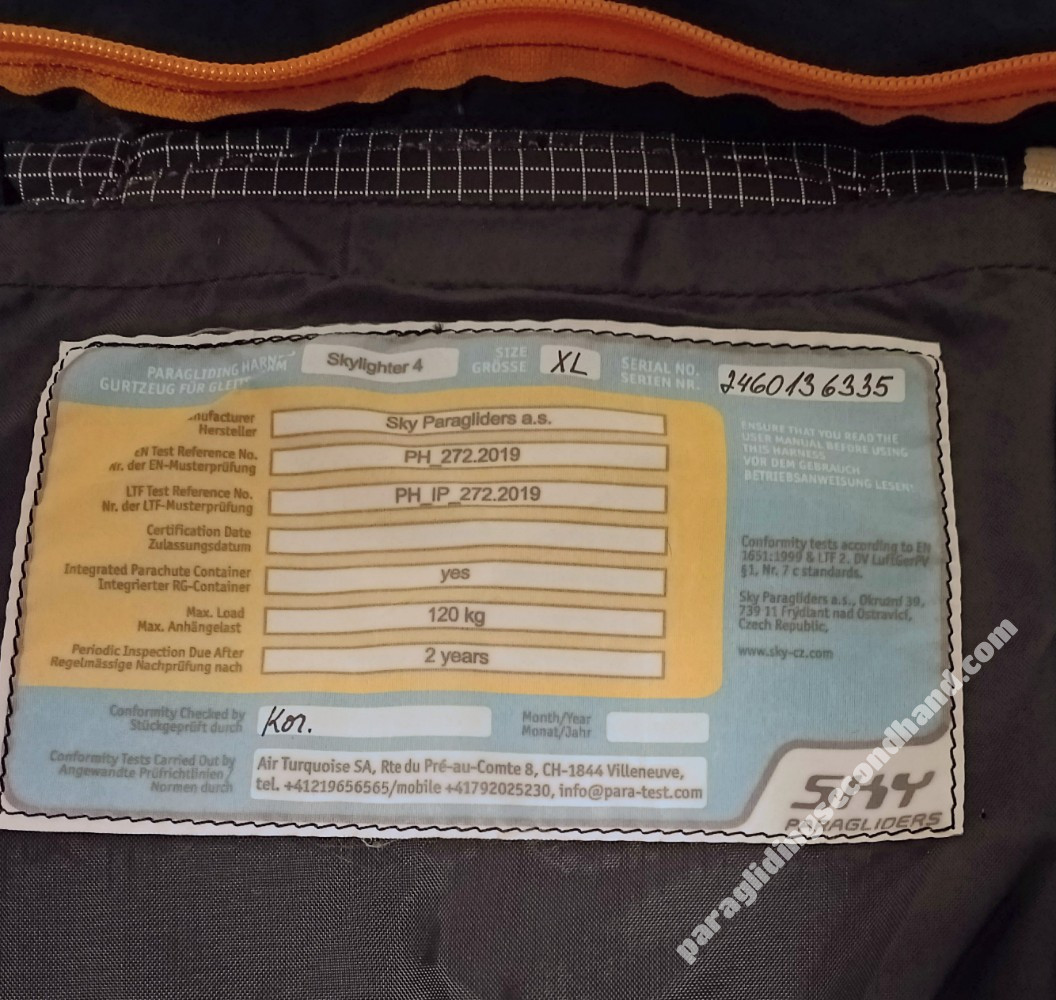 PARAGLIDING
GURTZEUG FÜR
Skylighter 4
SIZE
GRÖSSE
XL
SERIAL NO.
SERIEN NR.
2460136335
Hersteller
Sky Paragliders a.s.
Test Reference No.
der EN-Musterprüfung
PH_272.2019
LTF Test Reference No.
Nr. der LTF-Musterprüfung
PH_IP_272.2019
Certification Date
Zulassungsdatum
Integrated Parachute Container
Integrierter RG-Container
yes
Max. Load
Max. Anhängelast
120 kg
Periodic Inspection Due After
Regelmässige Nachprüfung nach
2 years
ENSURE THAT YOU READ THE
USER MANUAL BEFORE USING
THIS HARNESS
VOR DEM GEBRAUCH
BETRIEBSANWEISUNG LESEN!
Conformity tests according to EN
1651:1999 & LTF 2. DV LuftGerPV
§1, Nr. 7 c standards.
Sky Paragliders a.s., Okružní 39,
739 11 Frýdlant nad Ostravicí,
Czech Republic.
www.sky-cz.com
Conformity Checked by
Stückgeprüft durch
Kor.
Month/Year
Monat/Jahr
Conformity Tests Carried Out by
Angewandte Prüfrichtlinien/
Normen durch
Air Turquoise SA, Rte du Pré-au-Comte 8, CH-1844 Villeneuve,
tel. +41219656565/mobile +41792025230, info@para-test.com
SKY
PARAGLIDERS
paraglidingsecondhand.com